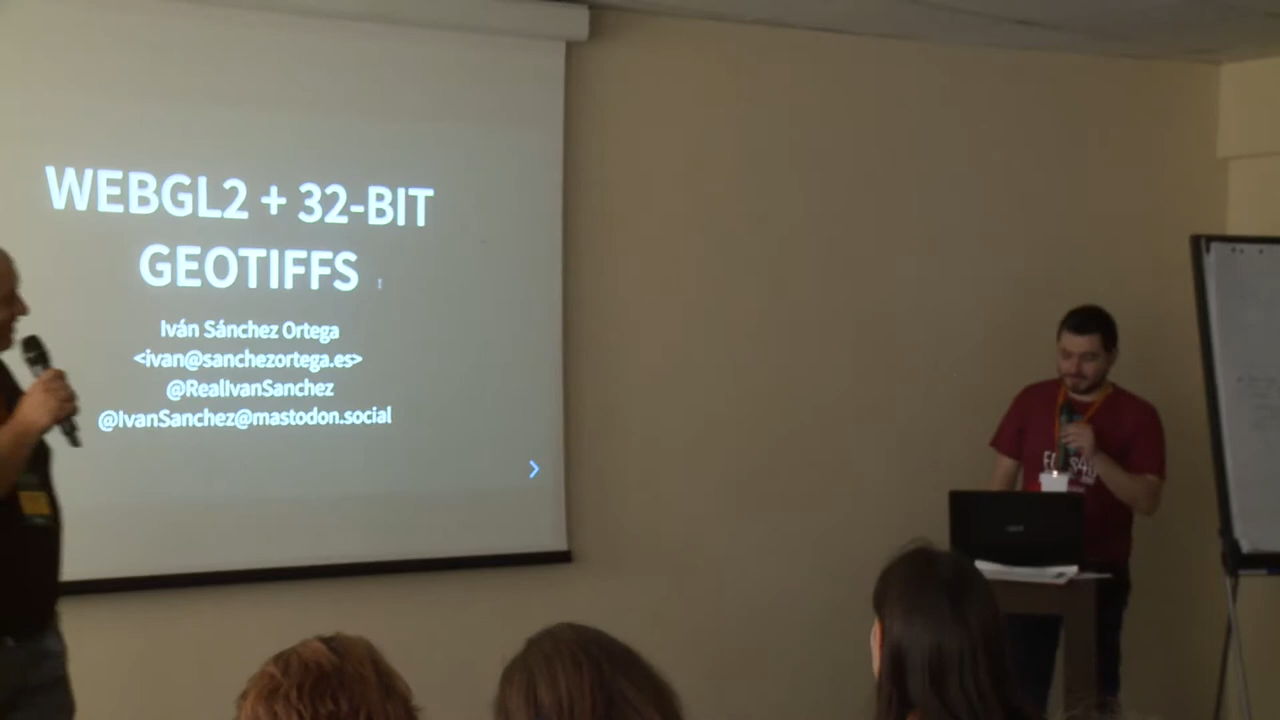 WEBGL2 + 32-BIT
GEOTIFFS
Iván Sánchez Ortega
<ivan@sanchezortega.es>
@RealIvanSanchez
@IvanSanchez@mastodon.social